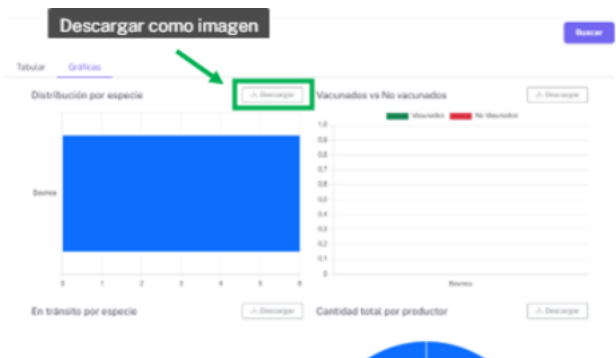 Descargar como imagen
Buscar
Tabular Gráficas
Distribución por especie
Descargar
Vacunados vs No vacunados
Descargar
Vacunados No Vacunados
1,0
0,9
0,8
0,7
0,6
0,5
0,4
0,3
0,2
0,1
0
Bovinos
0 1 2 3 4 5 6
Bovinos
En tránsito por especie
Descargar
Cantidad total por productor
Descargar